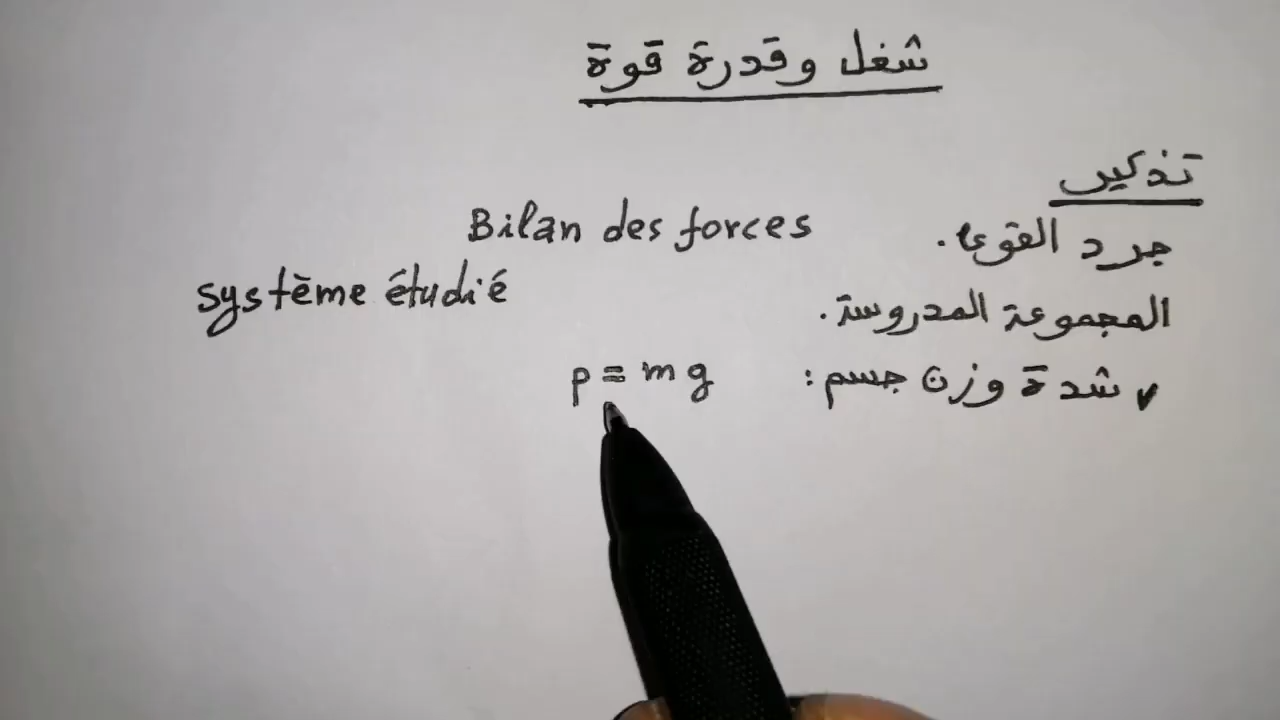 شغل وقدرة قوة
تذكير
جرد القوى. Bilan des forces
المجموعة المدروسة. système étudié
✓ شدة وزن جسم: p = mg